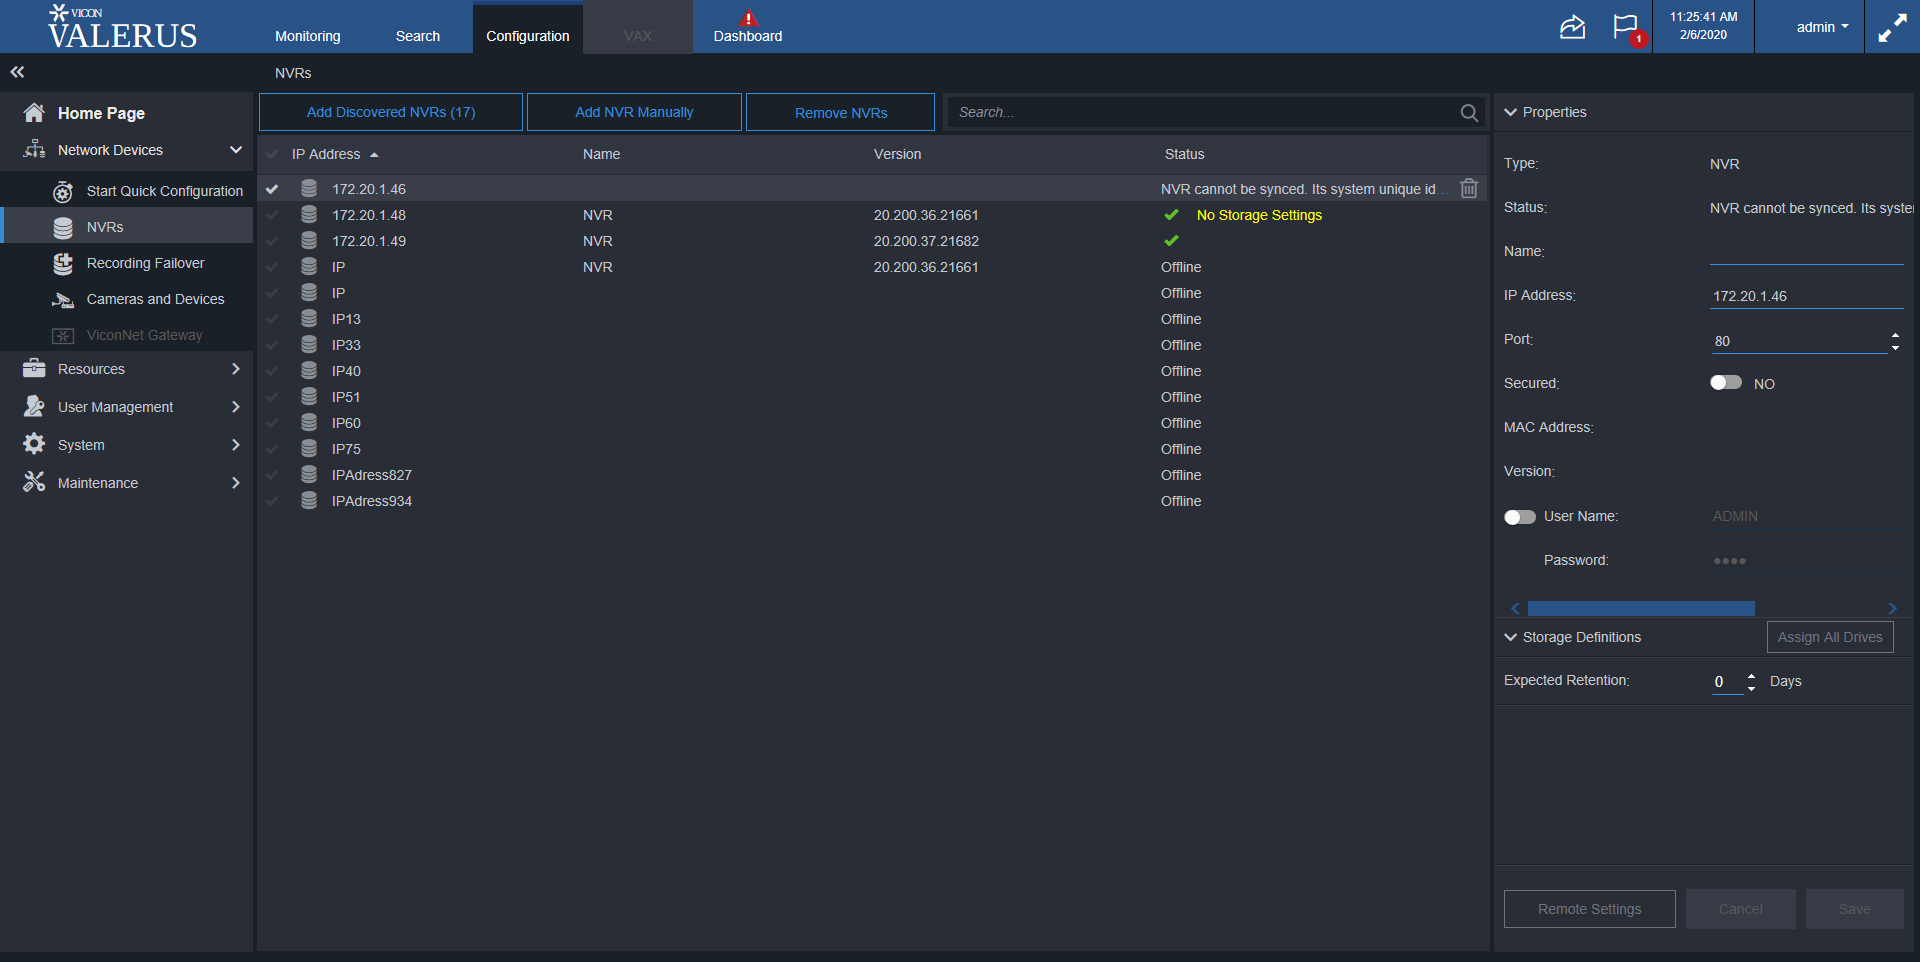 VICON
VALERUS
Monitoring
Search
Configuration
VAX
Dashboard
1
11:25:41 AM
2/6/2020
admin
NVRs
Home Page
Network Devices
Start Quick Configuration
NVRs
Recording Failover
Cameras and Devices
ViconNet Gateway
Resources
User Management
System
Maintenance
Add Discovered NVRs (17)
Add NVR Manually
Remove NVRs
Search...
IP Address Name Version Status
172.20.1.46 NVR cannot be synced. Its system unique id...
172.20.1.48 NVR 20.200.36.21661 No Storage Settings
172.20.1.49 NVR 20.200.37.21682
IP NVR 20.200.36.21661 Offline
IP Offline
IP13 Offline
IP33 Offline
IP40 Offline
IP51 Offline
IP60 Offline
IP75 Offline
IPAdress827 Offline
IPAdress934 Offline
Properties
Type: NVR
Status: NVR cannot be synced. Its syste
Name:
IP Address: 172.20.1.46
Port: 80
Secured: NO
MAC Address:
Version:
User Name: ADMIN
Password: ●●●●
Storage Definitions
Assign All Drives
Expected Retention: 0 Days
Remote Settings
Cancel
Save